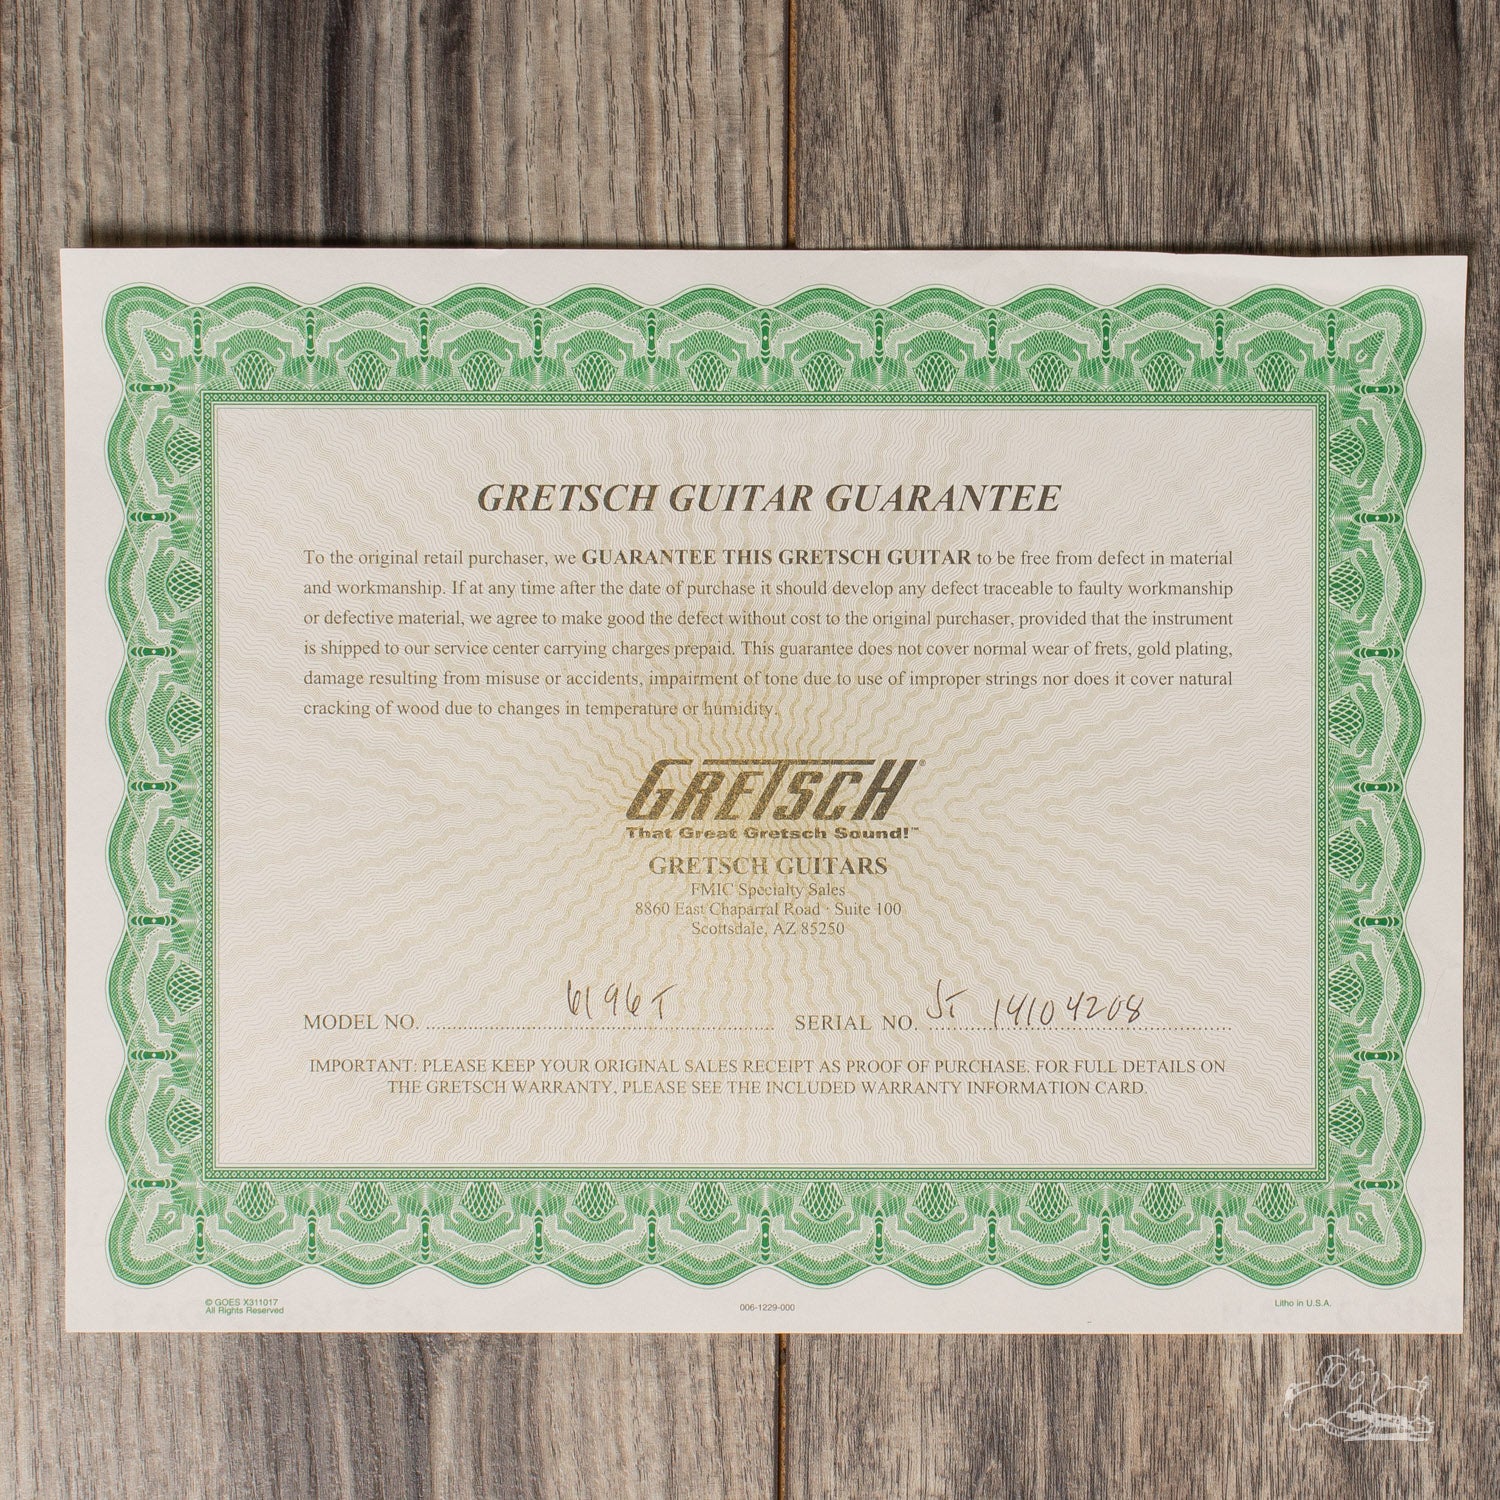 GRETSCH GUITAR GUARANTEE
To the original retail purchaser, we GUARANTEE THIS GRETSCH GUITAR to be free from defect in material
and workmanship. If at any time after the date of purchase it should develop any defect traceable to faulty workmanship
or defective material, we agree to make good the defect without cost to the original purchaser, provided that the instrument
is shipped to our service center carrying charges prepaid. This guarantee does not cover normal wear of frets, gold plating,
damage resulting from misuse or accidents, impairment of tone due to use of improper strings nor does it cover natural
cracking of wood due to changes in temperature or humidity.
GRETSCH®
That Great Gretsch Sound!™
GRETSCH GUITARS
FMIC Specialty Sales
8860 East Chaparral Road · Suite 100
Scottsdale, AZ 85250
MODEL NO. 6196T SERIAL NO. JT 14104208
IMPORTANT: PLEASE KEEP YOUR ORIGINAL SALES RECEIPT AS PROOF OF PURCHASE. FOR FULL DETAILS ON
THE GRETSCH WARRANTY, PLEASE SEE THE INCLUDED WARRANTY INFORMATION CARD.
© GOES X311017
All Rights Reserved
006-1229-000
Litho in U.S.A.